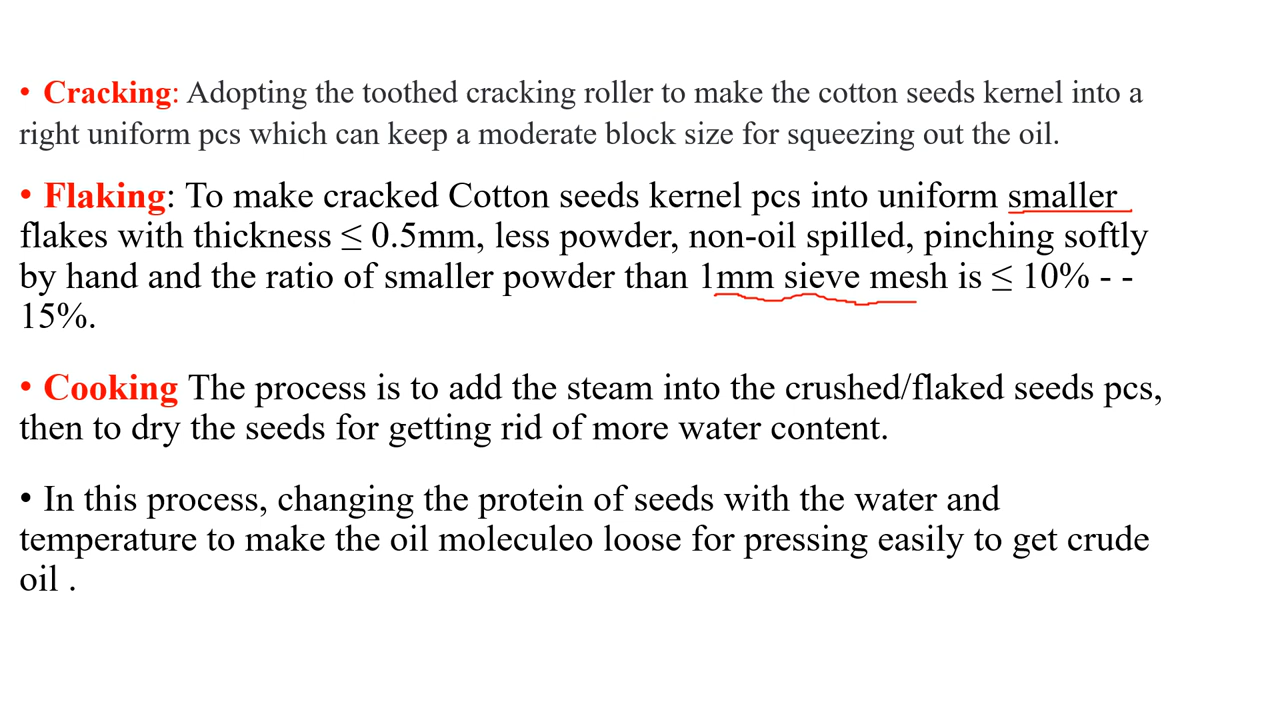 • Cracking: Adopting the toothed cracking roller to make the cotton seeds kernel into a
right uniform pcs which can keep a moderate block size for squeezing out the oil.
• Flaking: To make cracked Cotton seeds kernel pcs into uniform smaller
flakes with thickness ≤ 0.5mm, less powder, non-oil spilled, pinching softly
by hand and the ratio of smaller powder than 1mm sieve mesh is ≤ 10% - -
15%.
• Cooking The process is to add the steam into the crushed/flaked seeds pcs,
then to dry the seeds for getting rid of more water content.
• In this process, changing the protein of seeds with the water and
temperature to make the oil moleculeo loose for pressing easily to get crude
oil .